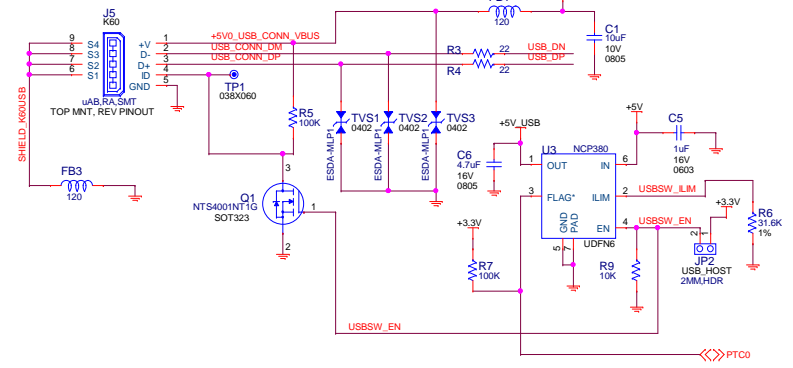 J5
K60
9
8
7
6
S4
S3
S2
S1
+V
D-
D+
ID
GND
1
2
3
4
5
+5V0_USB_CONN_VBUS
USB_CONN_DM
USB_CONN_DP
uAB,RA,SMT
TOP MNT, REV PINOUT
SHIELD_K60USB
FB3
120
TP1
038X060
R5
100K
Q1
NTS4001NT1G
SOT323
3
1
2
120
C1
10uF
10V
0805
R3
22
USB_DN
R4
22
USB_DP
TVS1
0402
ESDA-MLP1
TVS2
0402
ESDA-MLP1
TVS3
0402
ESDA-MLP1
+5V_USB
C6
4.7uF
16V
0805
U3
NCP380
1
OUT
IN
6
3
FLAG*
ILIM
2
EN
4
GND
PAD
5
7
UDFN6
+5V
C5
1uF
16V
0603
USBSW_ILIM
USBSW_EN
+3.3V
2
1
JP2
USB_HOST
2MM,HDR
R6
31.6K
1%
R9
10K
+3.3V
R7
100K
USBSW_EN
PTC0